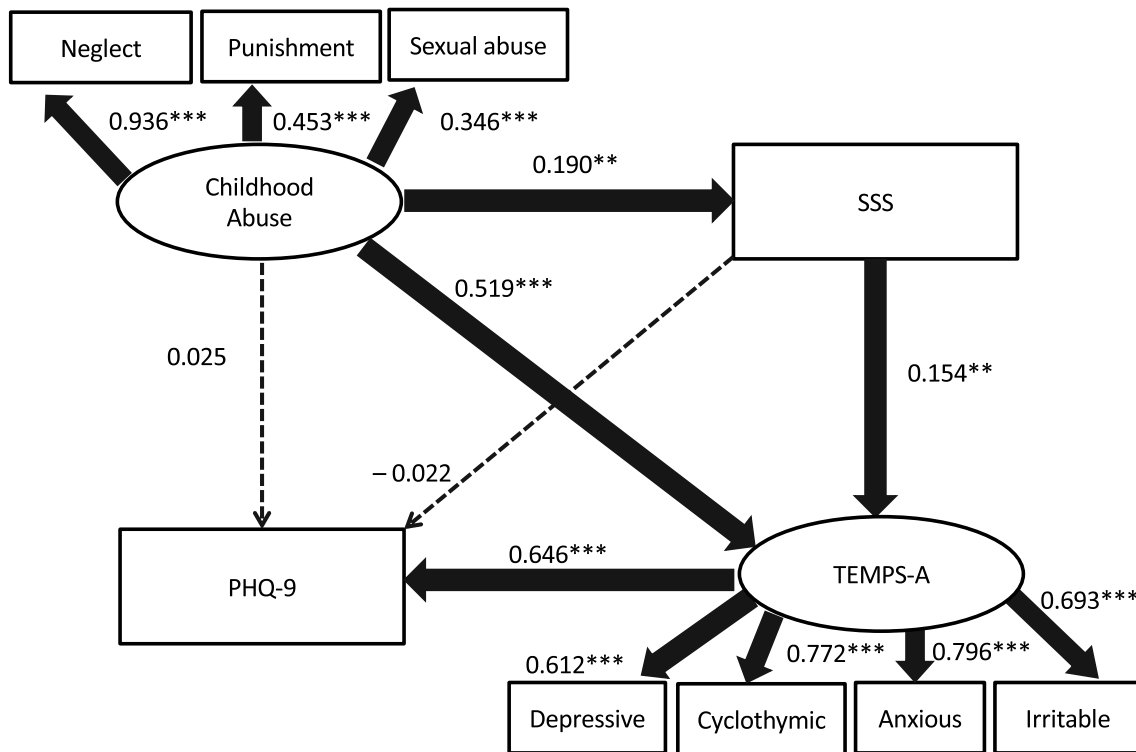 Neglect
Punishment
Sexual abuse
0.936***
0.453***
0.346***
Childhood
Abuse
0.190**
SSS
0.519***
0.025
0.154**
– 0.022
PHQ-9
0.646***
TEMPS-A
0.693***
0.612***
0.772***
0.796***
Depressive
Cyclothymic
Anxious
Irritable